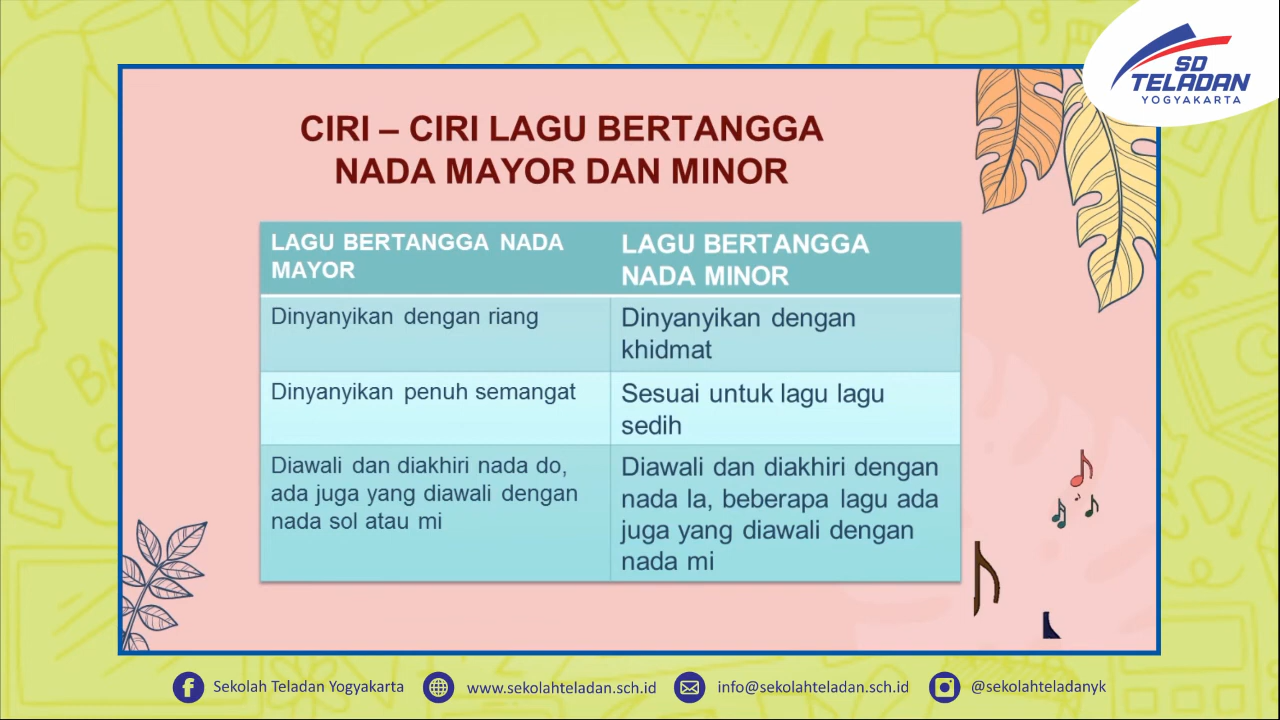 SD
TELADAN
YOGYAKARTA
CIRI – CIRI LAGU BERTANGGA
NADA MAYOR DAN MINOR
LAGU BERTANGGA NADA
MAYOR
LAGU BERTANGGA
NADA MINOR
Dinyanyikan dengan riang
Dinyanyikan dengan
khidmat
Dinyanyikan penuh semangat
Sesuai untuk lagu lagu
sedih
Diawali dan diakhiri nada do,
ada juga yang diawali dengan
nada sol atau mi
Diawali dan diakhiri dengan
nada la, beberapa lagu ada
juga yang diawali dengan
nada mi
Sekolah Teladan Yogyakarta
www.sekolahteladan.sch.id
info@sekolahteladan.sch.id
@sekolahteladanyk